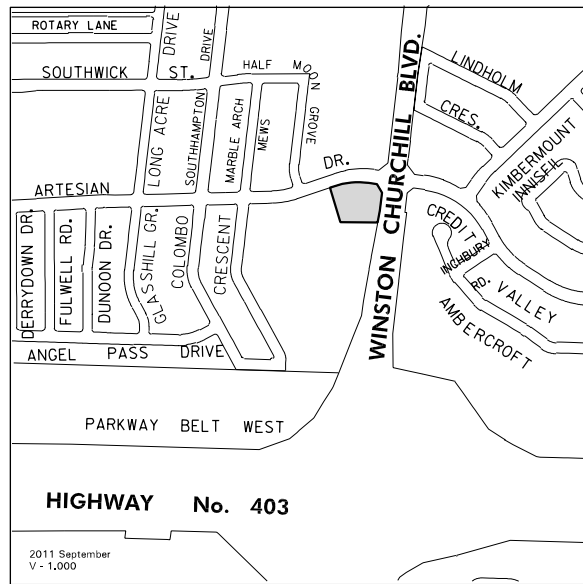 ROTARY LANE
DRIVE
DRIVE
SOUTHWICK ST.
HALF MOON GROVE
LINDHOLM
CRES.
LONG ACRE
SOUTHHAMPTON
MARBLE ARCH
MEWS
WINSTON CHURCHILL BLVD.
KIMBERMOUNT
ARTESIAN DR.
DERRYDOWN DR.
FULWELL RD.
DUNOON DR.
GLASSHILL GR.
COLOMBO
CRESCENT
CREDIT VALLEY
INCHBURY
RD.
AMBERCROFT
ANGEL PASS DRIVE
PARKWAY BELT WEST
HIGHWAY No. 403
2011 September
V - 1.000